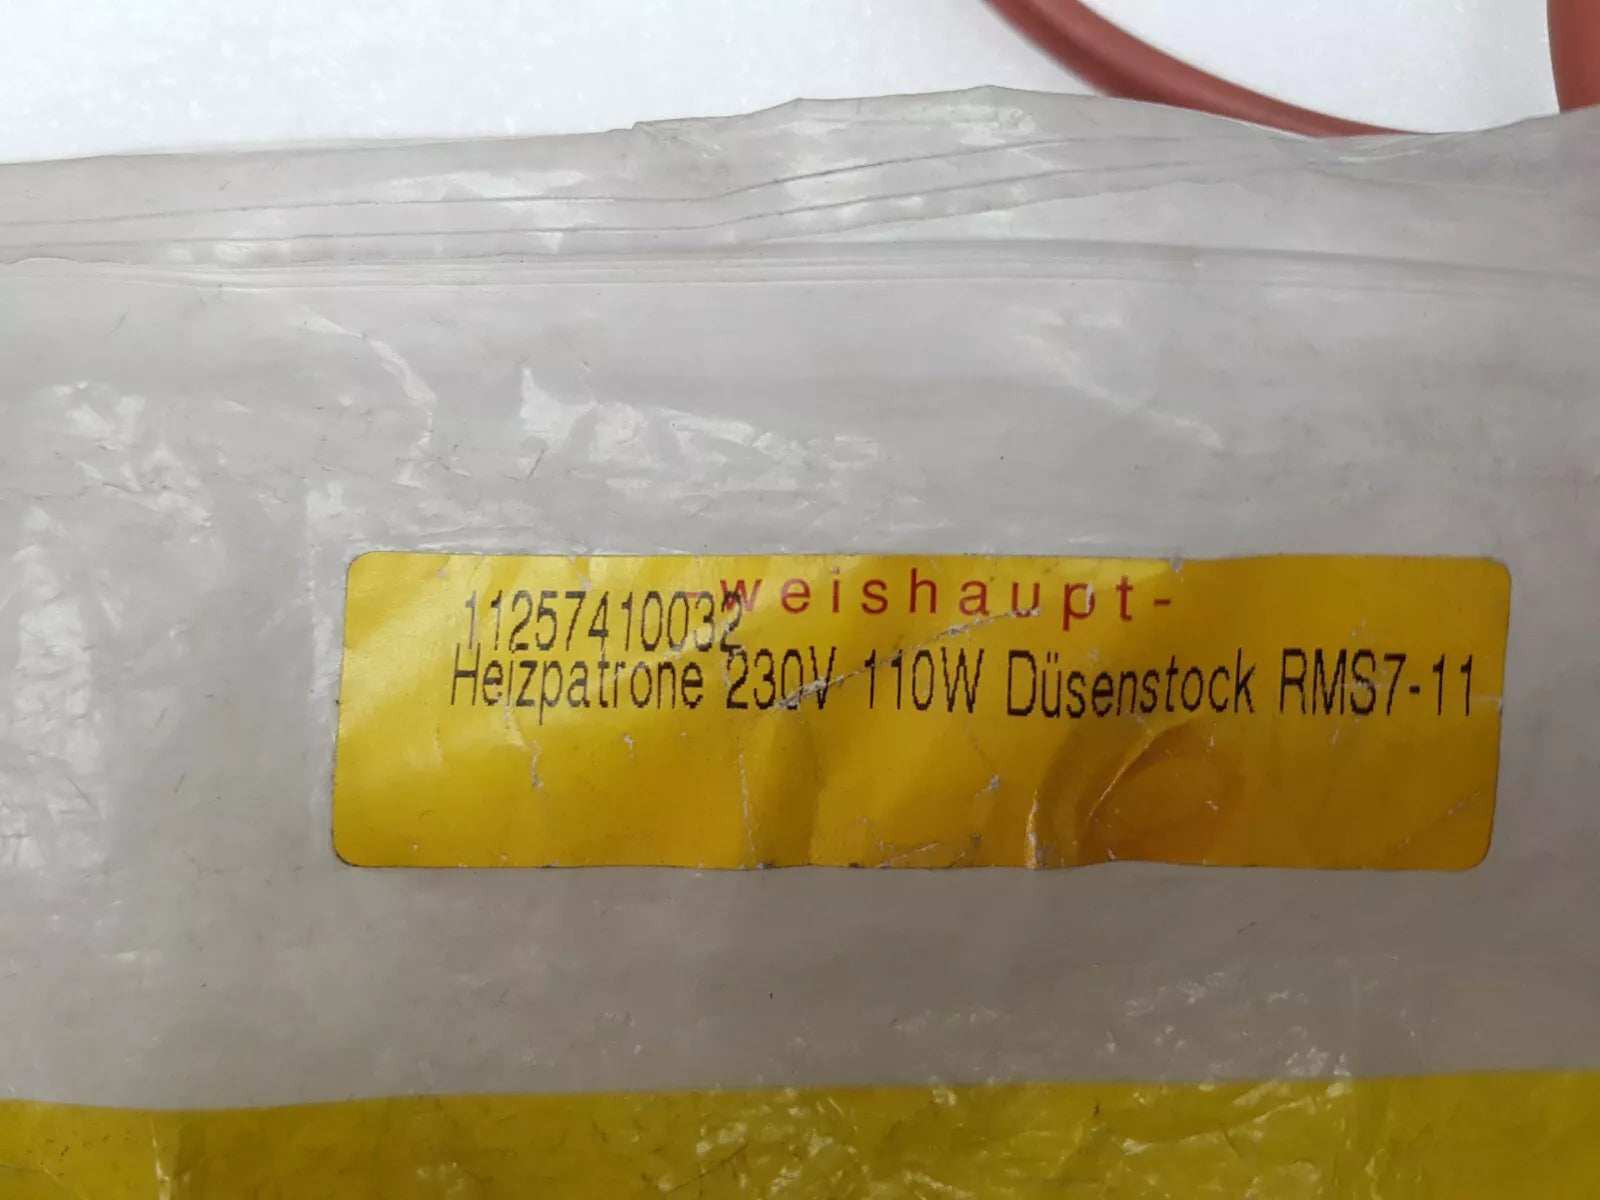 -weishaupt-
11257410032
Heizpatrone 230V 110W Düsenstock RMS7-11